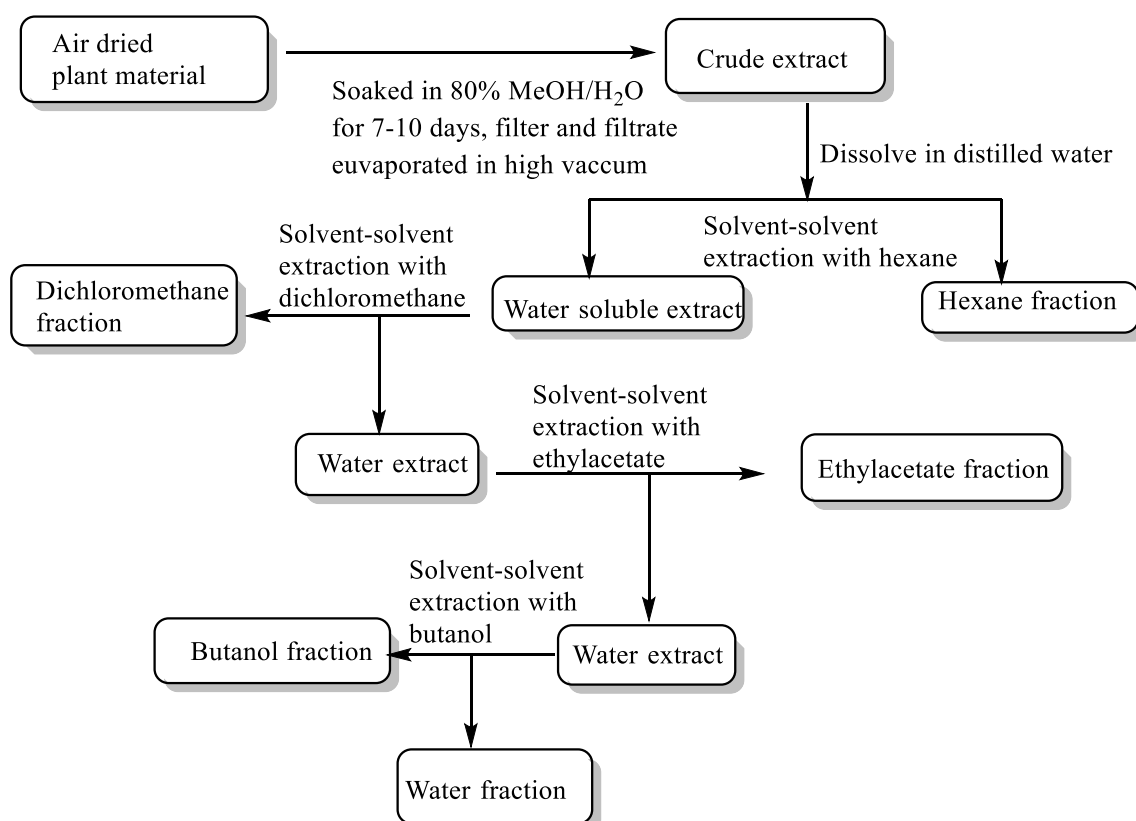 Air dried
plant material
Soaked in 80% MeOH/H₂O
for 7-10 days, filter and filtrate
euvaporated in high vaccum
Crude extract
Dissolve in distilled water
Solvent-solvent
extraction with hexane
Water soluble extract
Hexane fraction
Solvent-solvent
extraction with
dichloromethane
Dichloromethane
fraction
Water extract
Solvent-solvent
extraction with
ethylacetate
Ethylacetate fraction
Water extract
Solvent-solvent
extraction with
butanol
Butanol fraction
Water fraction